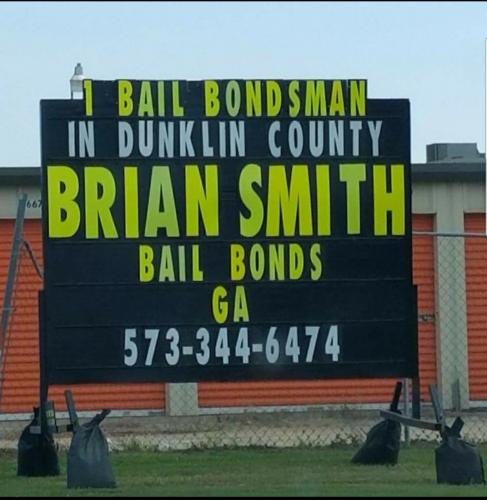 1 BAIL BONDSMAN
IN DUNKLIN COUNTY
BRIAN SMITH
BAIL BONDS
GA
573-344-6474